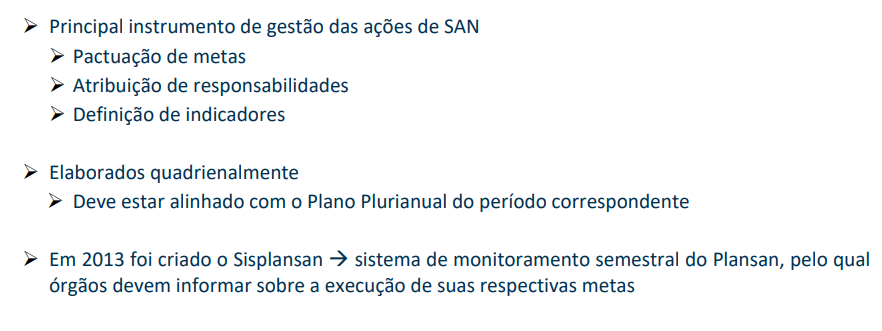 ➢ Principal instrumento de gestão das ações de SAN
➢ Pactuação de metas
➢ Atribuição de responsabilidades
➢ Definição de indicadores
➢ Elaborados quadrienalmente
➢ Deve estar alinhado com o Plano Plurianual do período correspondente
➢ Em 2013 foi criado o Sisplansan → sistema de monitoramento semestral do Plansan, pelo qual
órgãos devem informar sobre a execução de suas respectivas metas